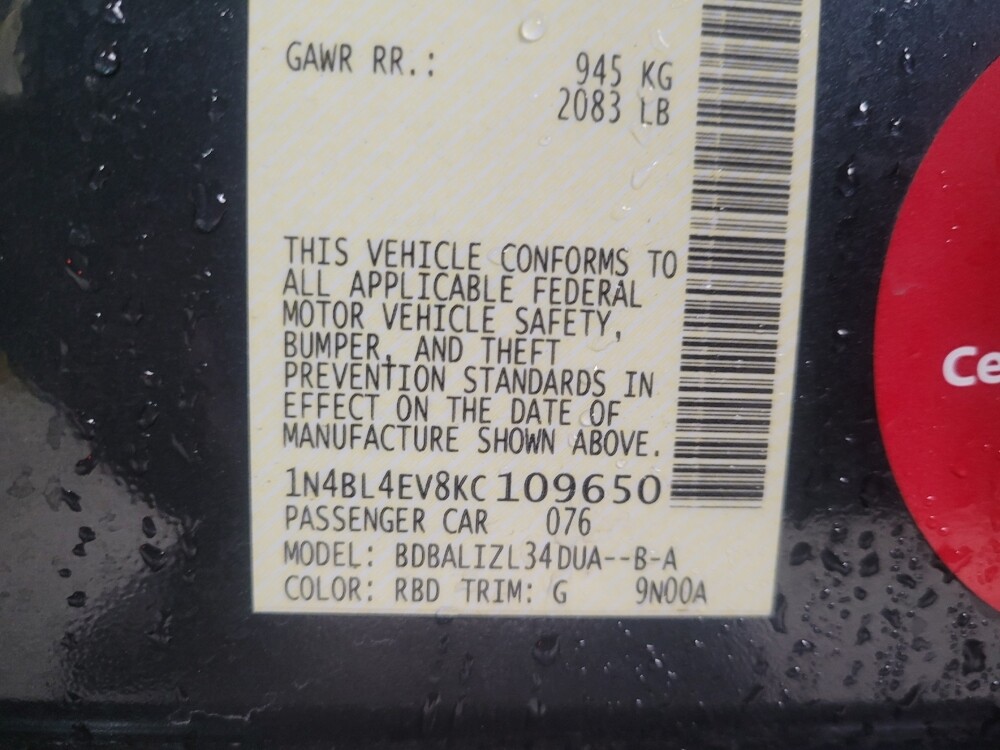 GAWR RR.: 945 KG
2083 LB
THIS VEHICLE CONFORMS TO
ALL APPLICABLE FEDERAL
MOTOR VEHICLE SAFETY,
BUMPER, AND THEFT
PREVENTION STANDARDS IN
EFFECT ON THE DATE OF
MANUFACTURE SHOWN ABOVE.
1N4BL4EV8KC109650
PASSENGER CAR 076
MODEL: BDBALIZL34DUA--B-A
COLOR: RBD TRIM: G 9N00A
Ce